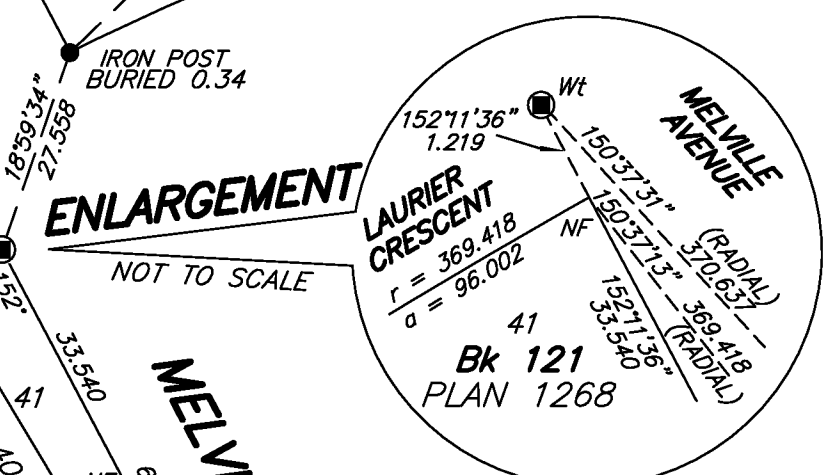 IRON POST
BURIED 0.34
18°59'34"
27.558
ENLARGEMENT
NOT TO SCALE
152°
33.540
41
Wt
152°11'36"
1.219
MELVILLE
AVENUE
LAURIER
CRESCENT
r = 369.418
a = 96.002
NF
150°37'31"
(RADIAL)
370.637
150°37'13"
369.418
(RADIAL)
152°11'36"
33.540
41
Bk 121
PLAN 1268